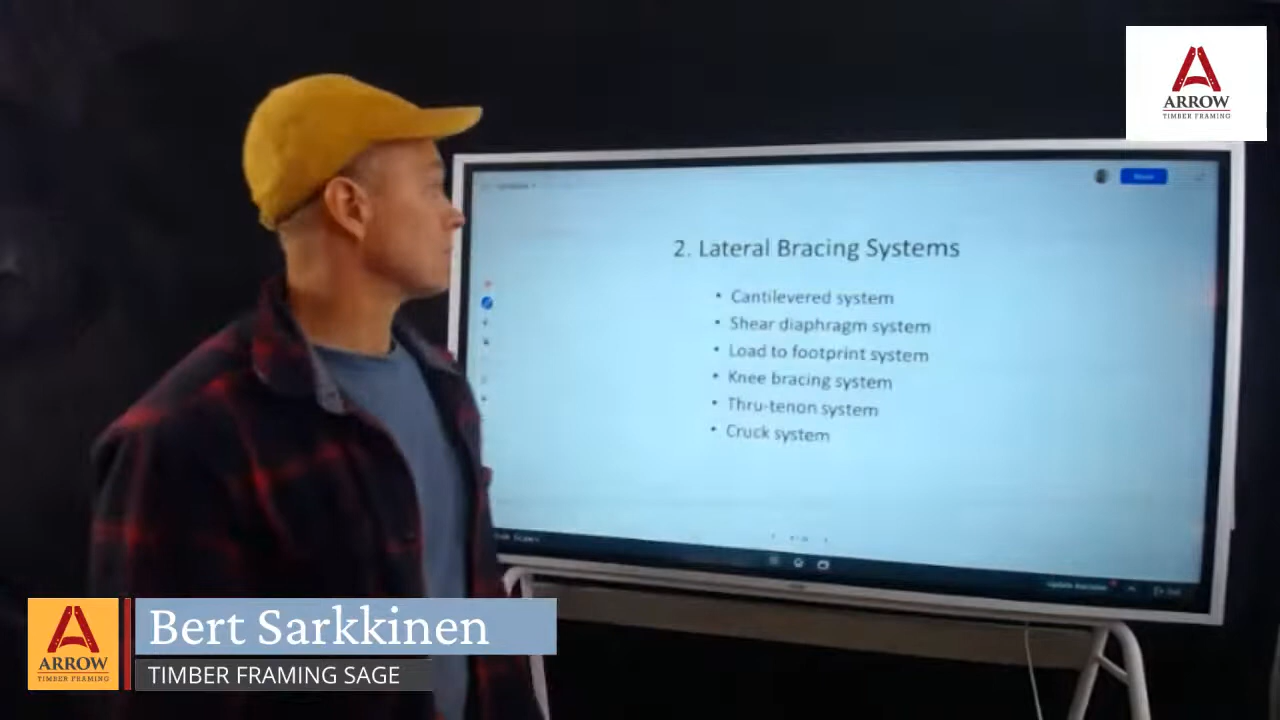 ARROW
TIMBER FRAMING
2. Lateral Bracing Systems
• Cantilevered system
• Shear diaphragm system
• Load to footprint system
• Knee bracing system
• Thru-tenon system
• Cruck system
Bert Sarkkinen
TIMBER FRAMING SAGE
ARROW
TIMBER FRAMING